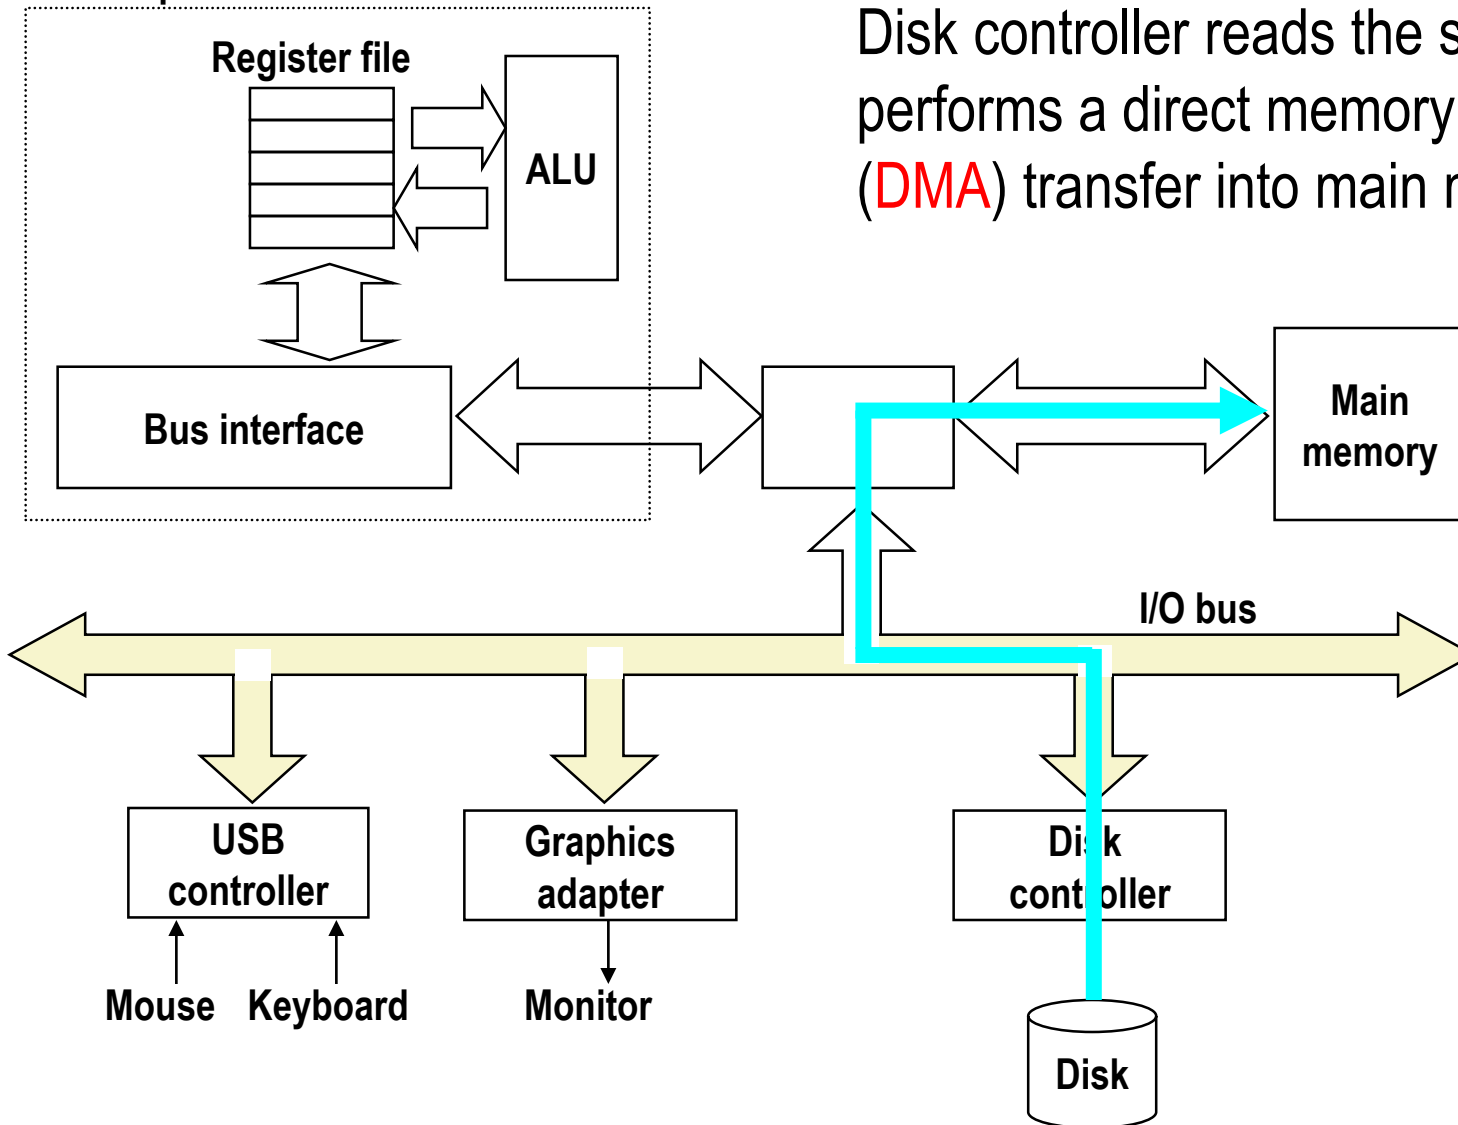 Disk controller reads the s
performs a direct memory
(DMA) transfer into main
Register file
ALU
Bus interface
Main
memory
I/O bus
USB
controller
Graphics
adapter
Disk
controller
Mouse Keyboard
Monitor
Disk